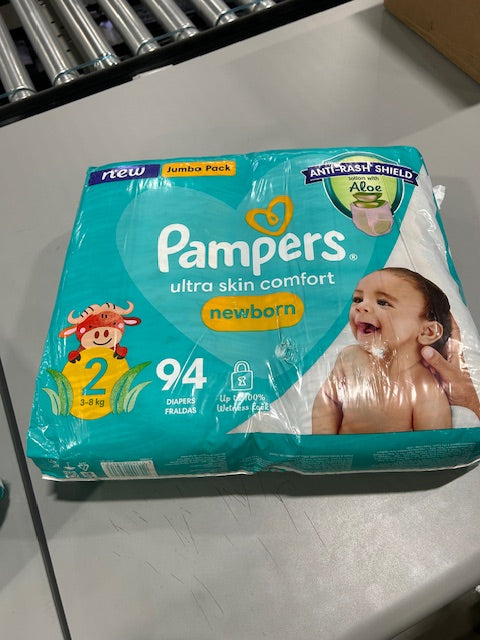 new
Jumbo Pack
ANTI-RASH SHIELD
lotion with
Aloe
Pampers®
ultra skin comfort
newborn
2
3-8 kg
94
DIAPERS
FRALDAS
Up to 100%
Wetness Lock